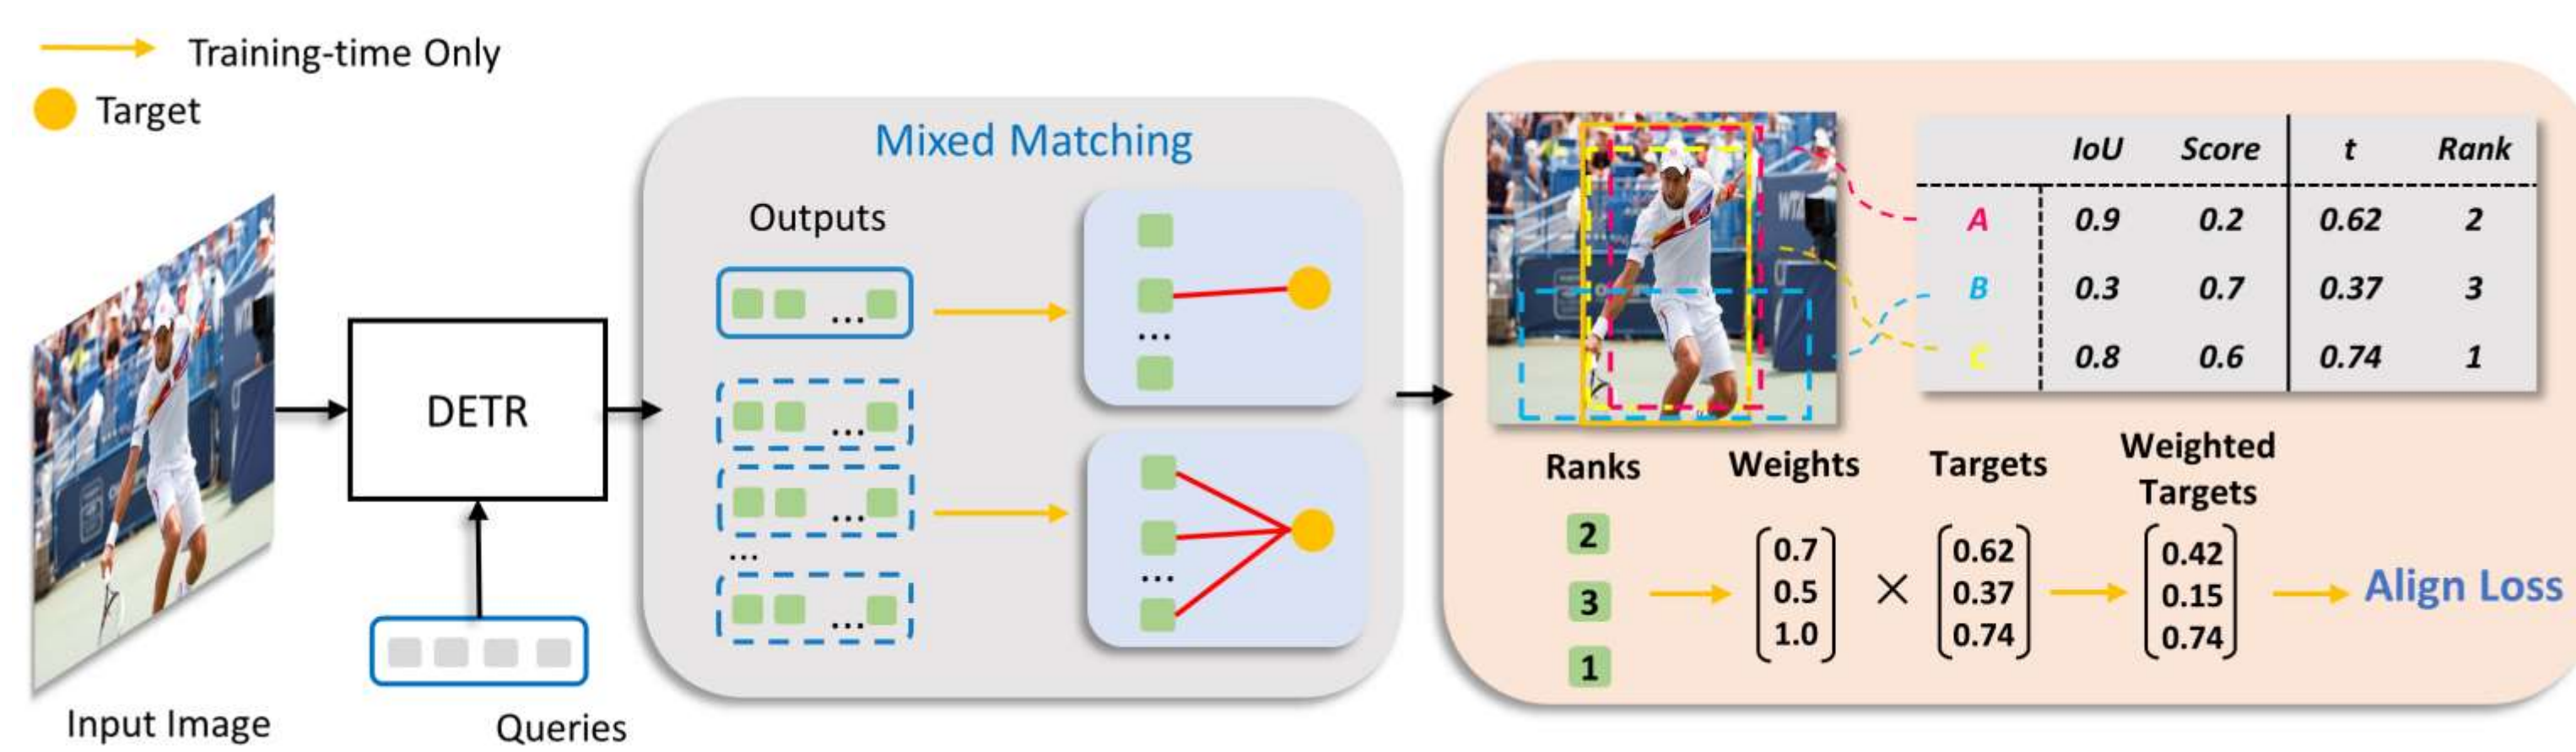 Training-time Only
Target
Input Image
DETR
Queries
Mixed Matching
Outputs
...
...
...
...
...
...
...
IoU Score t Rank
A 0.9 0.2 0.62 2
B 0.3 0.7 0.37 3
C 0.8 0.6 0.74 1
Ranks Weights Targets Weighted
Targets
2 0.7 0.62 0.42
3 0.5 × 0.37 0.15 Align Loss
1 1.0 0.74 0.74